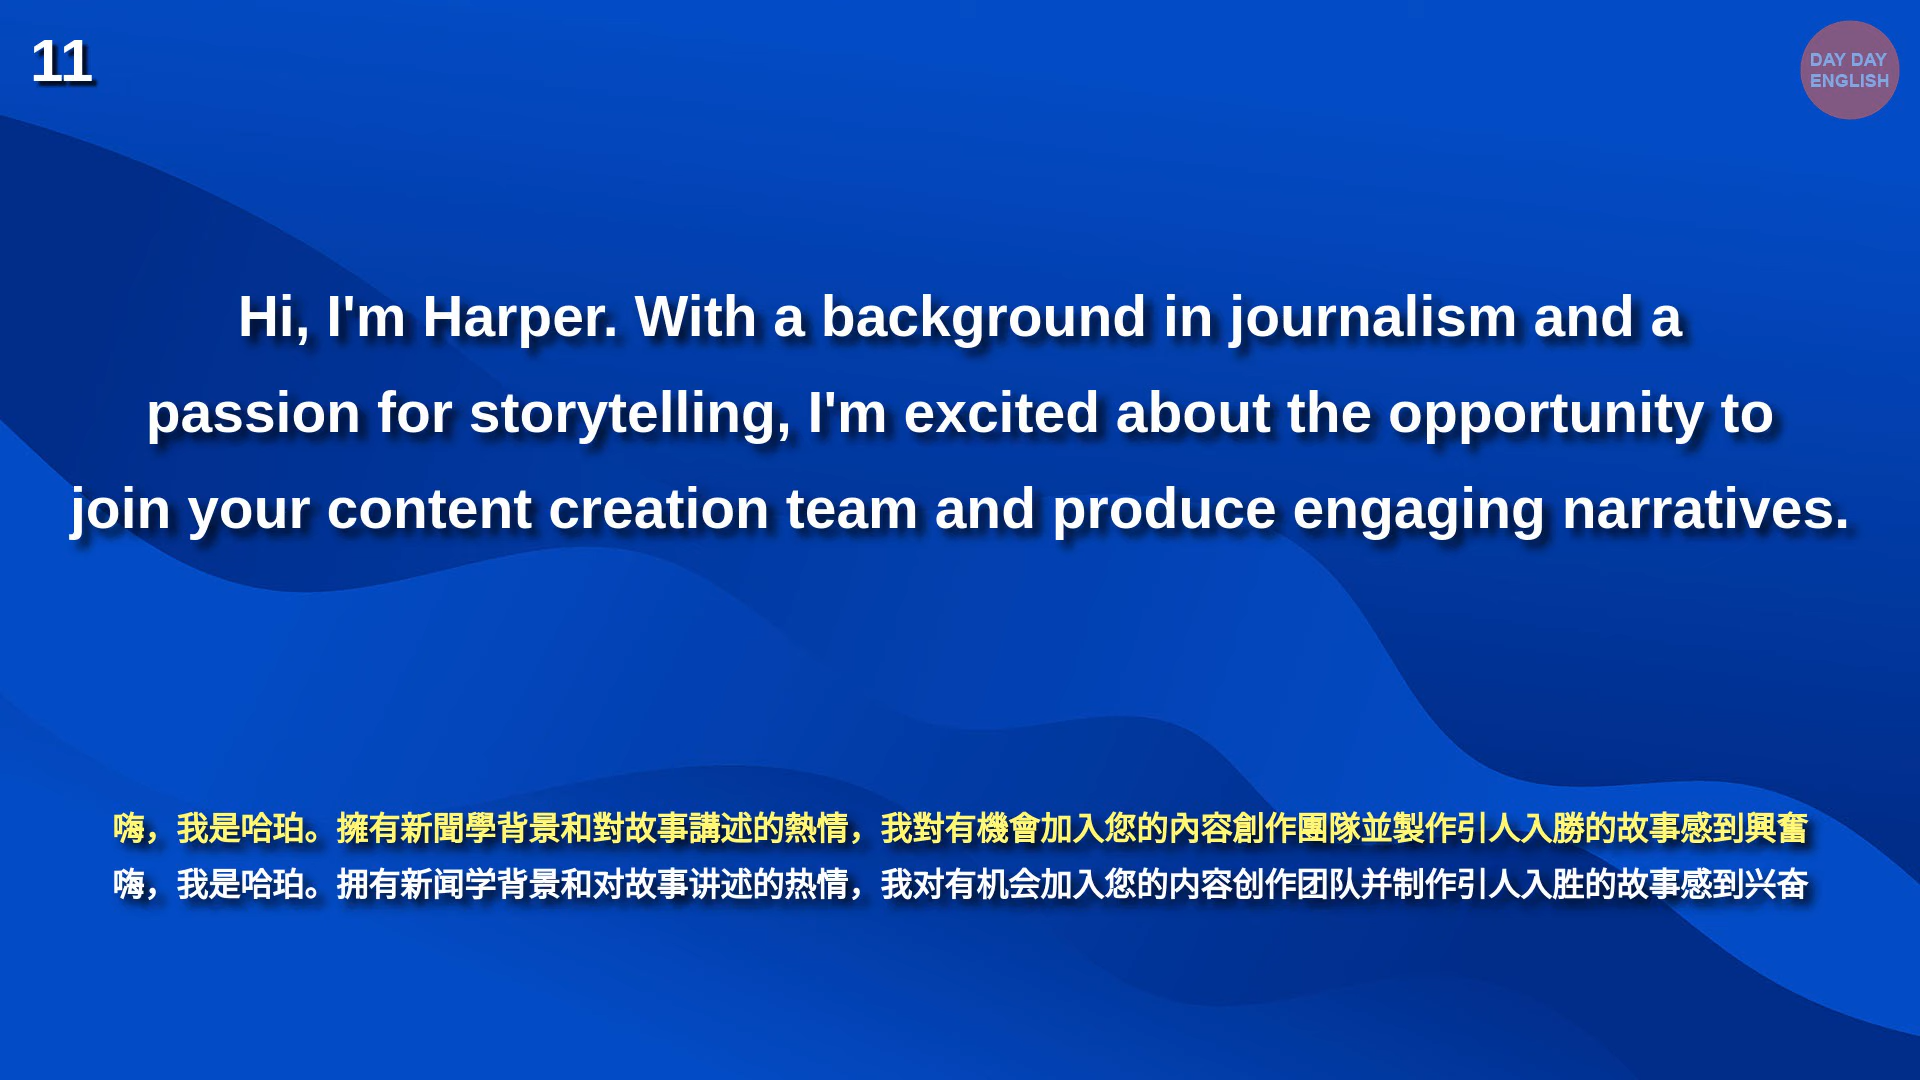 11
DAY DAY
ENGLISH
Hi, I'm Harper. With a background in journalism and a
passion for storytelling, I'm excited about the opportunity to
join your content creation team and produce engaging narratives.
嗨，我是哈珀。擁有新聞學背景和對故事講述的熱情，我對有機會加入您的內容創作團隊並製作引人入勝的故事感到興奮
嗨，我是哈珀。拥有新闻学背景和对故事讲述的热情，我对有机会加入您的内容创作团队并制作引人入胜的故事感到兴奋